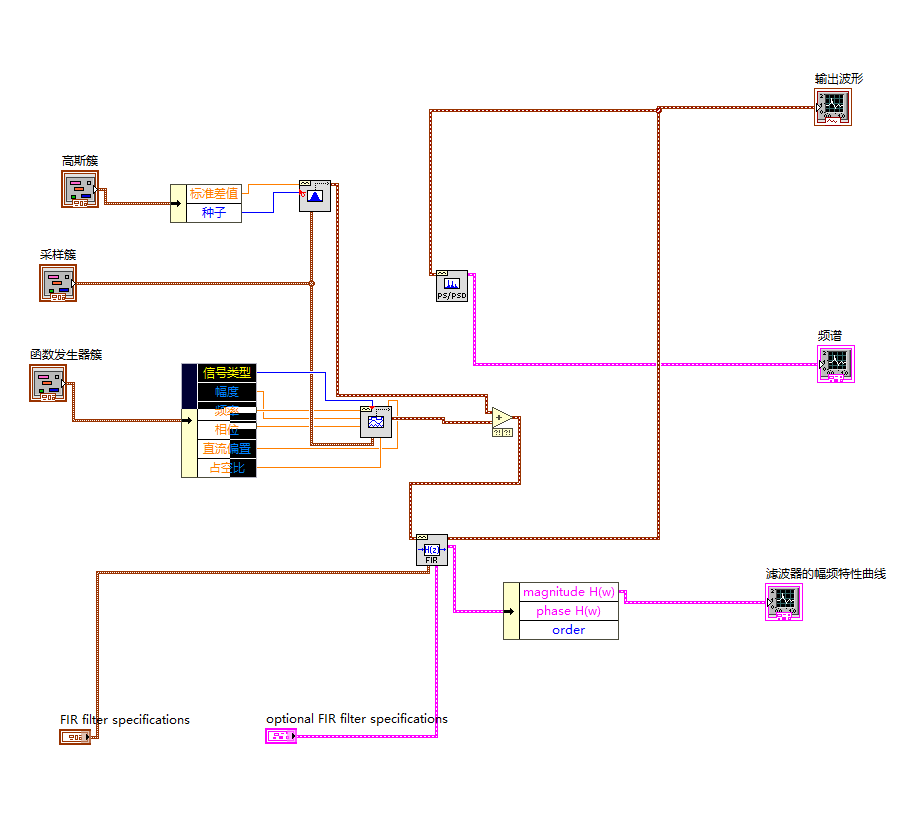 输出波形
高斯簇
标准差值
种子
采样簇
PS/PSD
频谱
函数发生器簇
信号类型
幅度
频率
相位
直流偏置
占空比
H(z)
FIR
滤波器的幅频特性曲线
magnitude H(w)
phase H(w)
order
FIR filter specifications
optional FIR filter specifications